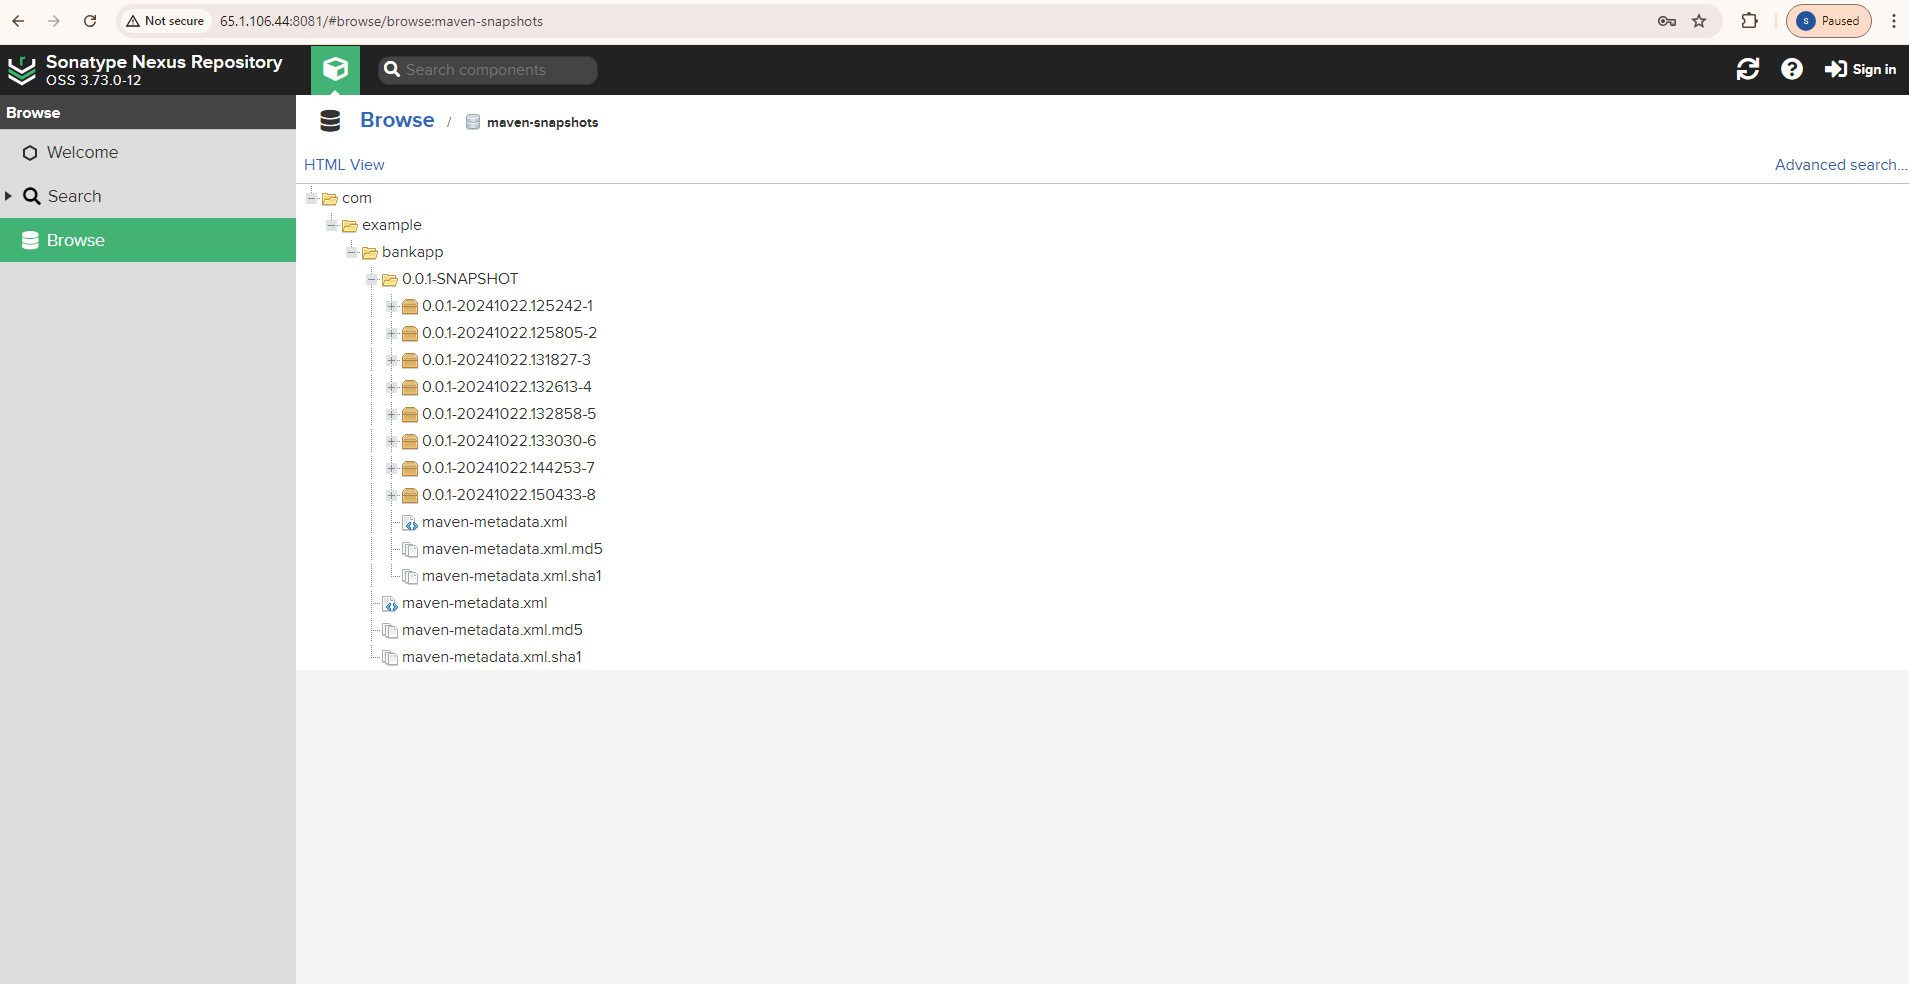 Not secure 65.1.106.44:8081/#browse/browse:maven-snapshots S Paused
Sonatype Nexus Repository
OSS 3.73.0-12
Search components
Sign in
Browse
Welcome
Search
Browse
Browse / maven-snapshots
HTML View Advanced search...
com
example
bankapp
0.0.1-SNAPSHOT
0.0.1-20241022.125242-1
0.0.1-20241022.125805-2
0.0.1-20241022.131827-3
0.0.1-20241022.132613-4
0.0.1-20241022.132858-5
0.0.1-20241022.133030-6
0.0.1-20241022.144253-7
0.0.1-20241022.150433-8
maven-metadata.xml
maven-metadata.xml.md5
maven-metadata.xml.sha1
maven-metadata.xml
maven-metadata.xml.md5
maven-metadata.xml.sha1